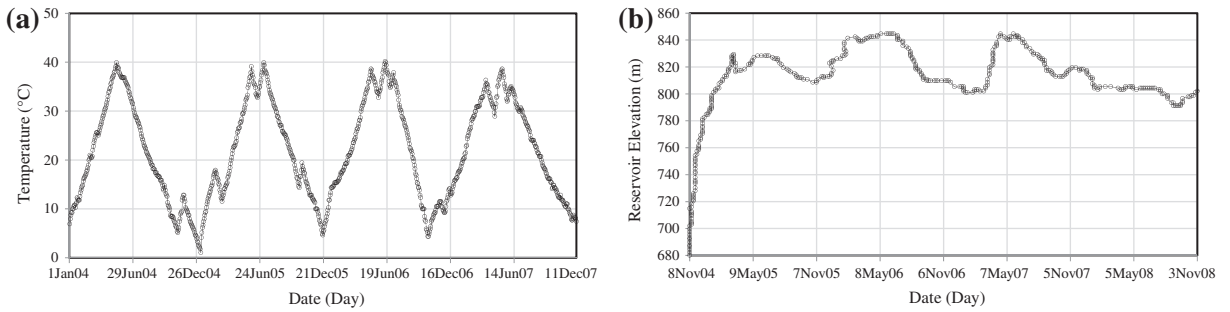 (a)
Temperature (°C)
50
40
30
20
10
0
1Jan04 29Jun04 26Dec04 24Jun05 21Dec05 19Jun06 16Dec06 14Jun07 11Dec07
Date (Day)
(b)
Reservoir Elevation (m)
860
840
820
800
780
760
740
720
700
680
8Nov04 9May05 7Nov05 8May06 6Nov06 7May07 5Nov07 5May08 3Nov08
Date (Day)